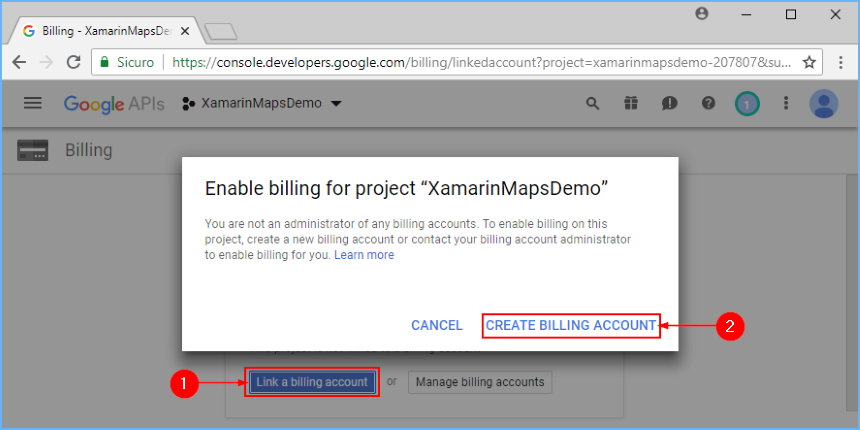 Billing - XamarinMapsDe
Sicuro
https://console.developers.google.com/billing/linkedaccount?project=xamarinmapsdemo-207807&su...
Google APIs
XamarinMapsDemo
1
Billing
Enable billing for project “XamarinMapsDemo”
You are not an administrator of any billing accounts. To enable billing on this
project, create a new billing account or contact your billing account administrator
to enable billing for you. Learn more
CANCEL
CREATE BILLING ACCOUNT
2
1
Link a billing account
or
Manage billing accounts